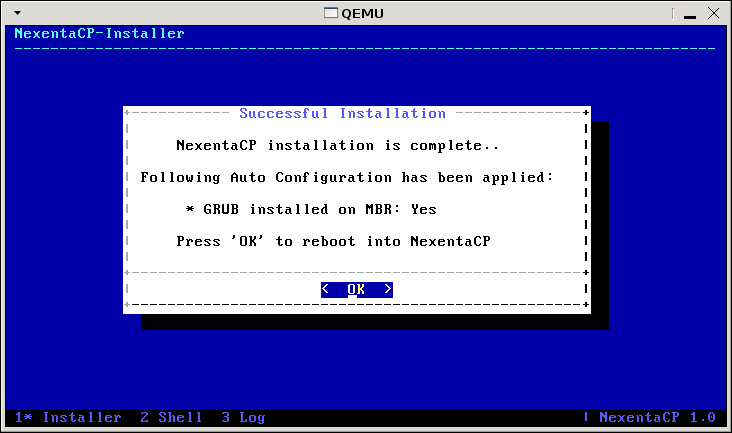 QEMU
NexentaCP-Installer
Successful Installation
NexentaCP installation is complete..
Following Auto Configuration has been applied:
* GRUB installed on MBR: Yes
Press 'OK' to reboot into NexentaCP
< OK >
1* Installer 2 Shell 3 Log | NexentaCP 1.0